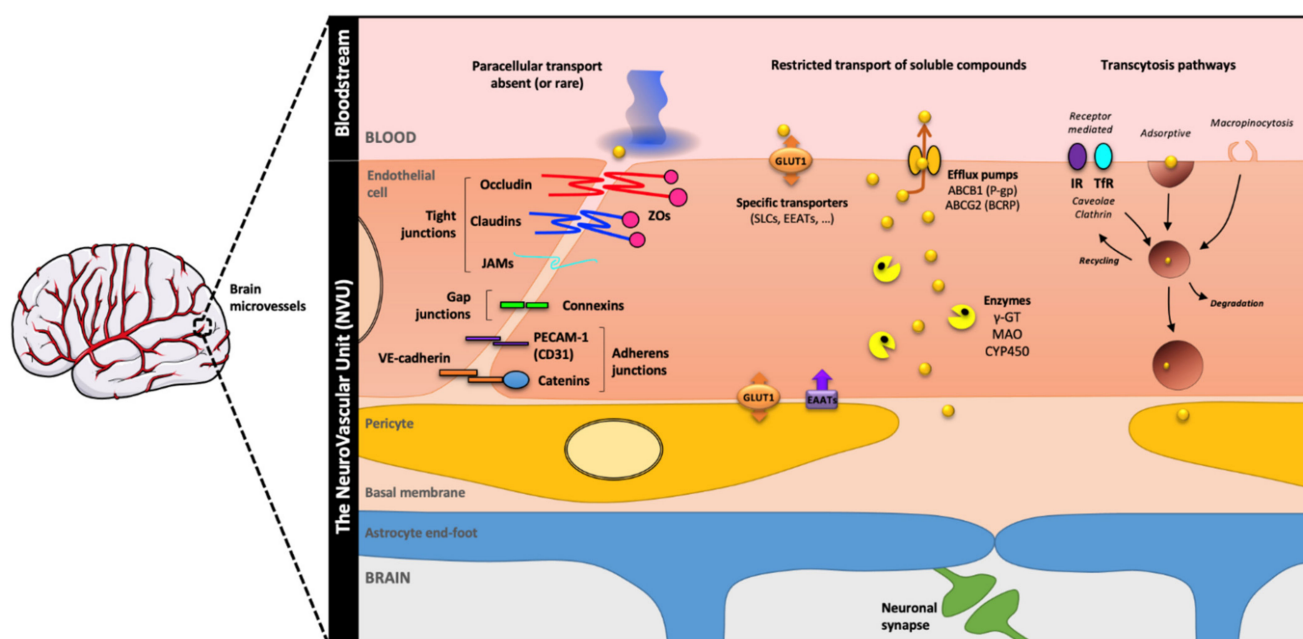 Bloodstream
The NeuroVascular Unit (NVU)
Brain
microvessels
Paracellular transport
absent (or rare)
Restricted transport of soluble compounds
Transcytosis pathways
BLOOD
Receptor
mediated
Adsorptive
Macropinocytosis
GLUT1
Endothelial
cell
Occludin
Tight
junctions
Claudins
ZOs
JAMs
Specific transporters
(SLCs, EEATs, ...)
Efflux pumps
ABCB1 (P-gp)
ABCG2 (BCRP)
IR
TfR
Caveolae
Clathrin
Recycling
Degradation
Gap
junctions
Connexins
PECAM-1
(CD31)
VE-cadherin
Catenins
Adherens
junctions
Enzymes
γ-GT
MAO
CYP450
GLUT1
EAATs
Pericyte
Basal membrane
Astrocyte end-foot
BRAIN
Neuronal
synapse